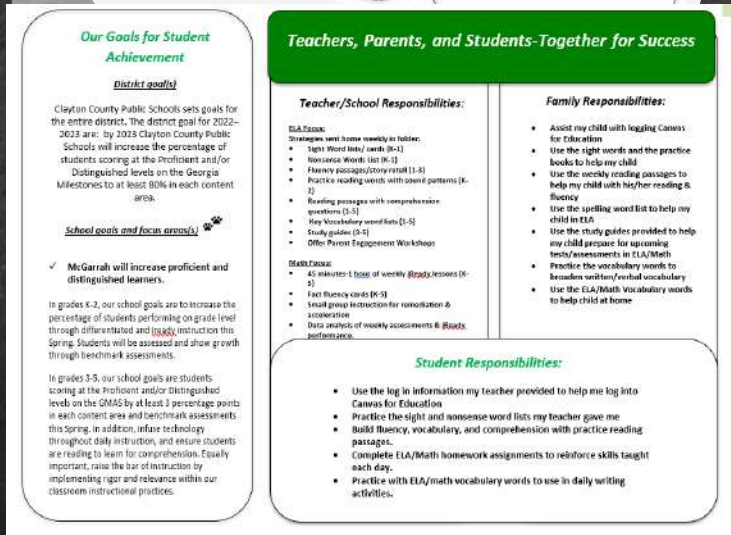 Our Goals for Student
Achievement
District goal(s)
Clayton County Public Schools sets goals for
the entire district. The district goal for 2022–
2023 are: by 2023 Clayton County Public
Schools will increase the percentage of
students scoring at the Proficient and/or
Distinguished levels on the Georgia
Milestones to at least 80% in each content
area.
School goals and focus areas(s)
✓ McGarrah will increase proficient and
distinguished learners.
In grades K-2, our school goals are to increase the
percentage of students performing on grade level
through differentiated and iready instruction this
Spring. Students will be assessed and show growth
through benchmark assessments.
In grades 3-5, our school goals are students
scoring at the Proficient and/or Distinguished
levels on the GMAS by at least 3 percentage points
in each content area and benchmark assessments
this Spring. In addition, infuse technology
throughout daily instruction, and ensure students
are reading to learn for comprehension. Equally
important, raise the bar of instruction by
implementing rigor and relevance within our
classroom instructional practices.
Teachers, Parents, and Students-Together for Success
Teacher/School Responsibilities:
ELA Focus:
Strategies sent home weekly in folder:
• Sight Word lists/ cards (K-1)
• Nonsense Words List (K-1)
• Fluency passages/story retell (1-3)
• Practice reading words with sound patterns (K-
2)
• Reading passages with comprehension
questions (1-5)
• Key Vocabulary word lists (1-5)
• Study guides (3-5)
• Offer Parent Engagement Workshops
Math Focus:
• 45 minutes-1 hour of weekly iReady lessons (K-
5)
• Fact fluency cards (K-5)
• Small group instruction for remediation &
acceleration
• Data analysis of weekly assessments & iReady
performance.
Family Responsibilities:
• Assist my child with logging Canvas
for Education
• Use the sight words and the practice
books to help my child
• Use the weekly reading passages to
help my child with his/her reading &
fluency
• Use the spelling word list to help my
child in ELA
• Use the study guides provided to help
my child prepare for upcoming
tests/assessments in ELA/Math
• Practice the vocabulary words to
broaden written/verbal vocabulary
• Use the ELA/Math Vocabulary words
to help child at home
Student Responsibilities:
• Use the log in information my teacher provided to help me log into
Canvas for Education
• Practice the sight and nonsense word lists my teacher gave me
• Build fluency, vocabulary, and comprehension with practice reading
passages.
• Complete ELA/Math homework assignments to reinforce skills taught
each day.
• Practice with ELA/math vocabulary words to use in daily writing
activities.